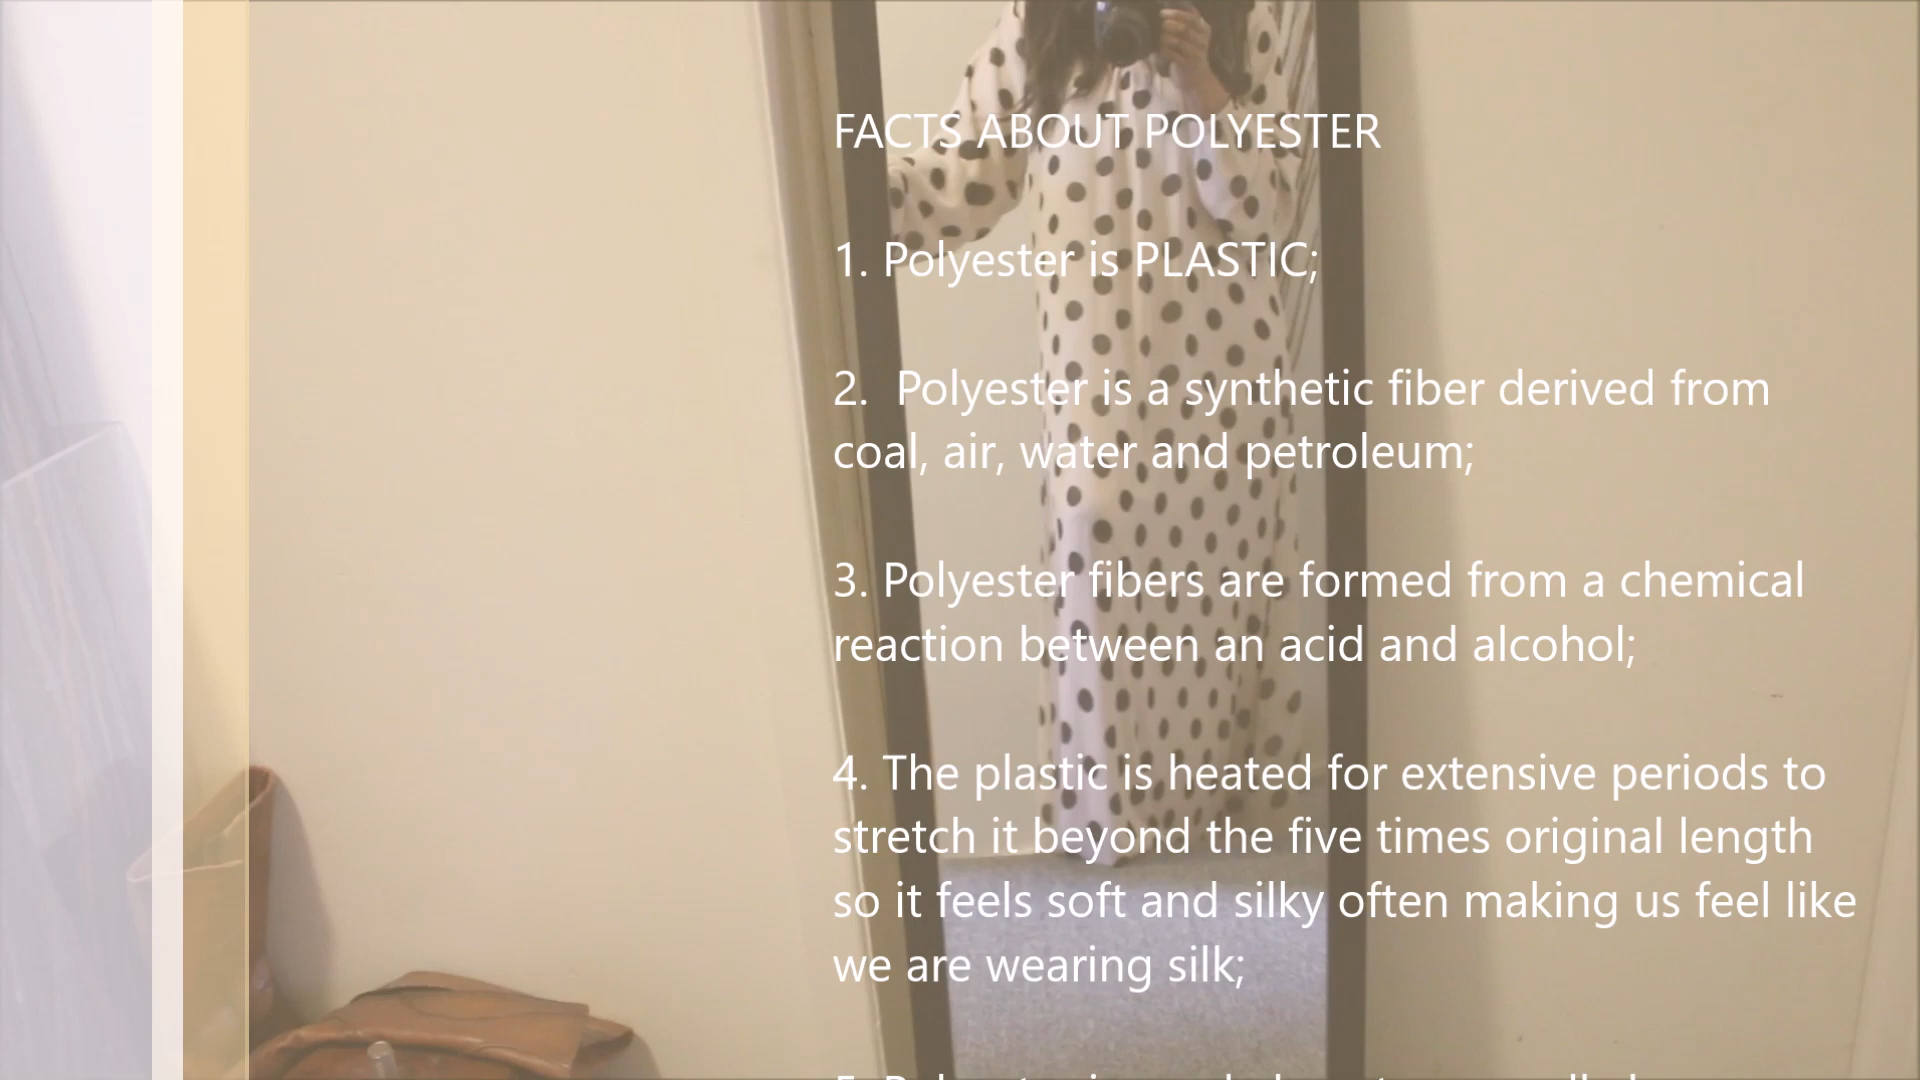 FACTS ABOUT POLYESTER
1. Polyester is PLASTIC;
2.  Polyester is a synthetic fiber derived from
coal, air, water and petroleum;
3. Polyester fibers are formed from a chemical
reaction between an acid and alcohol;
4. The plastic is heated for extensive periods to
stretch it beyond the five times original length
so it feels soft and silky often making us feel like
we are wearing silk;